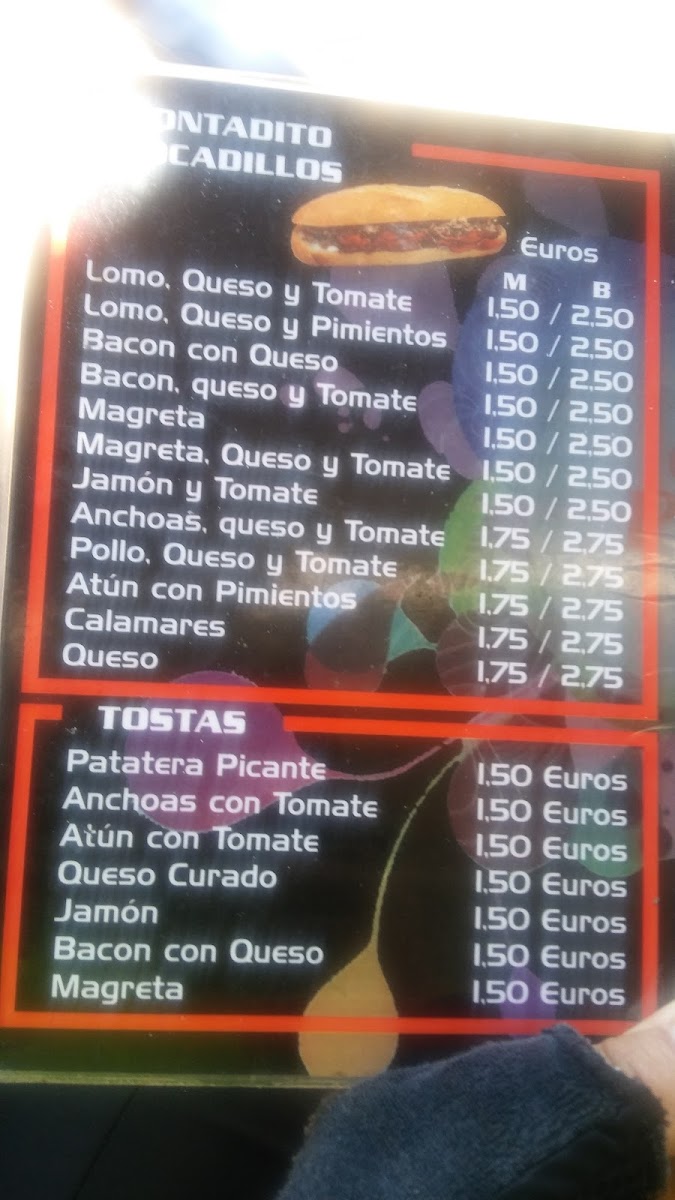 ONTADITO
OCADILLOS
Euros
M B
Lomo, Queso y Tomate 1,50 / 2,50
Lomo, Queso y Pimientos 1,50 / 2,50
Bacon con Queso 1,50 / 2,50
Bacon, queso y Tomate 1,50 / 2,50
Magreta 1,50 / 2,50
Magreta, Queso y Tomate 1,50 / 2,50
Jamón y Tomate 1,50 / 2,50
Anchoas, queso y Tomate 1,75 / 2,75
Pollo, Queso y Tomate 1,75 / 2,75
Atún con Pimientos 1,75 / 2,75
Calamares 1,75 / 2,75
Queso 1,75 / 2,75
TOSTAS
Patatera Picante 1,50 Euros
Anchoas con Tomate 1,50 Euros
Atún con Tomate 1,50 Euros
Queso Curado 1,50 Euros
Jamón 1,50 Euros
Bacon con Queso 1,50 Euros
Magreta 1,50 Euros